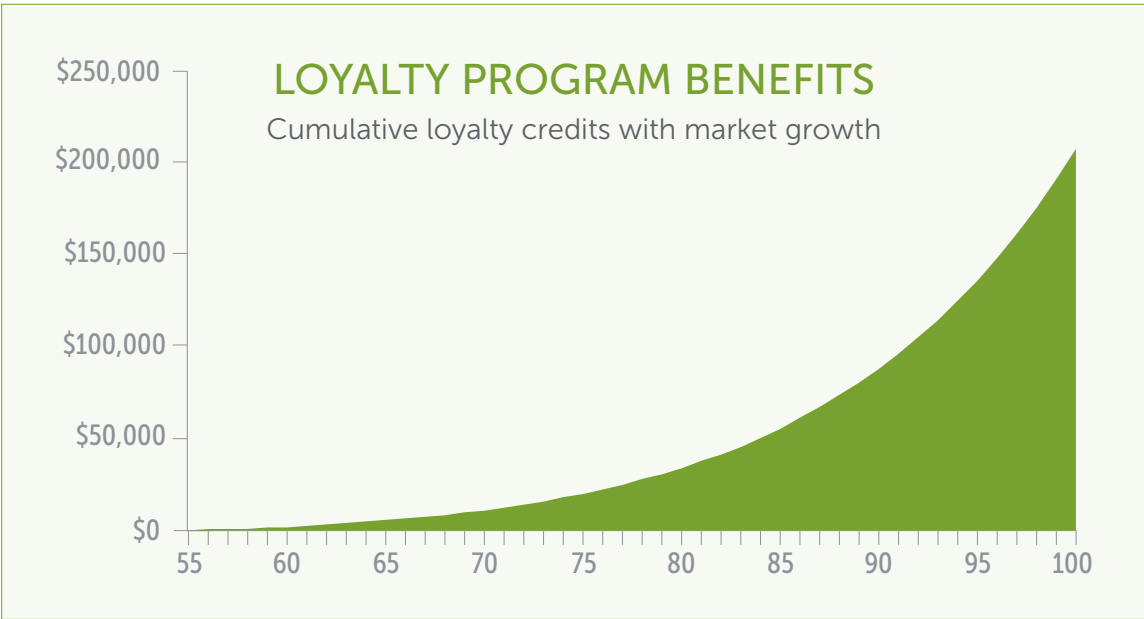 LOYALTY PROGRAM BENEFITS
Cumulative loyalty credits with market growth
$250,000
$200,000
$150,000
$100,000
$50,000
$0
55 60 65 70 75 80 85 90 95 100